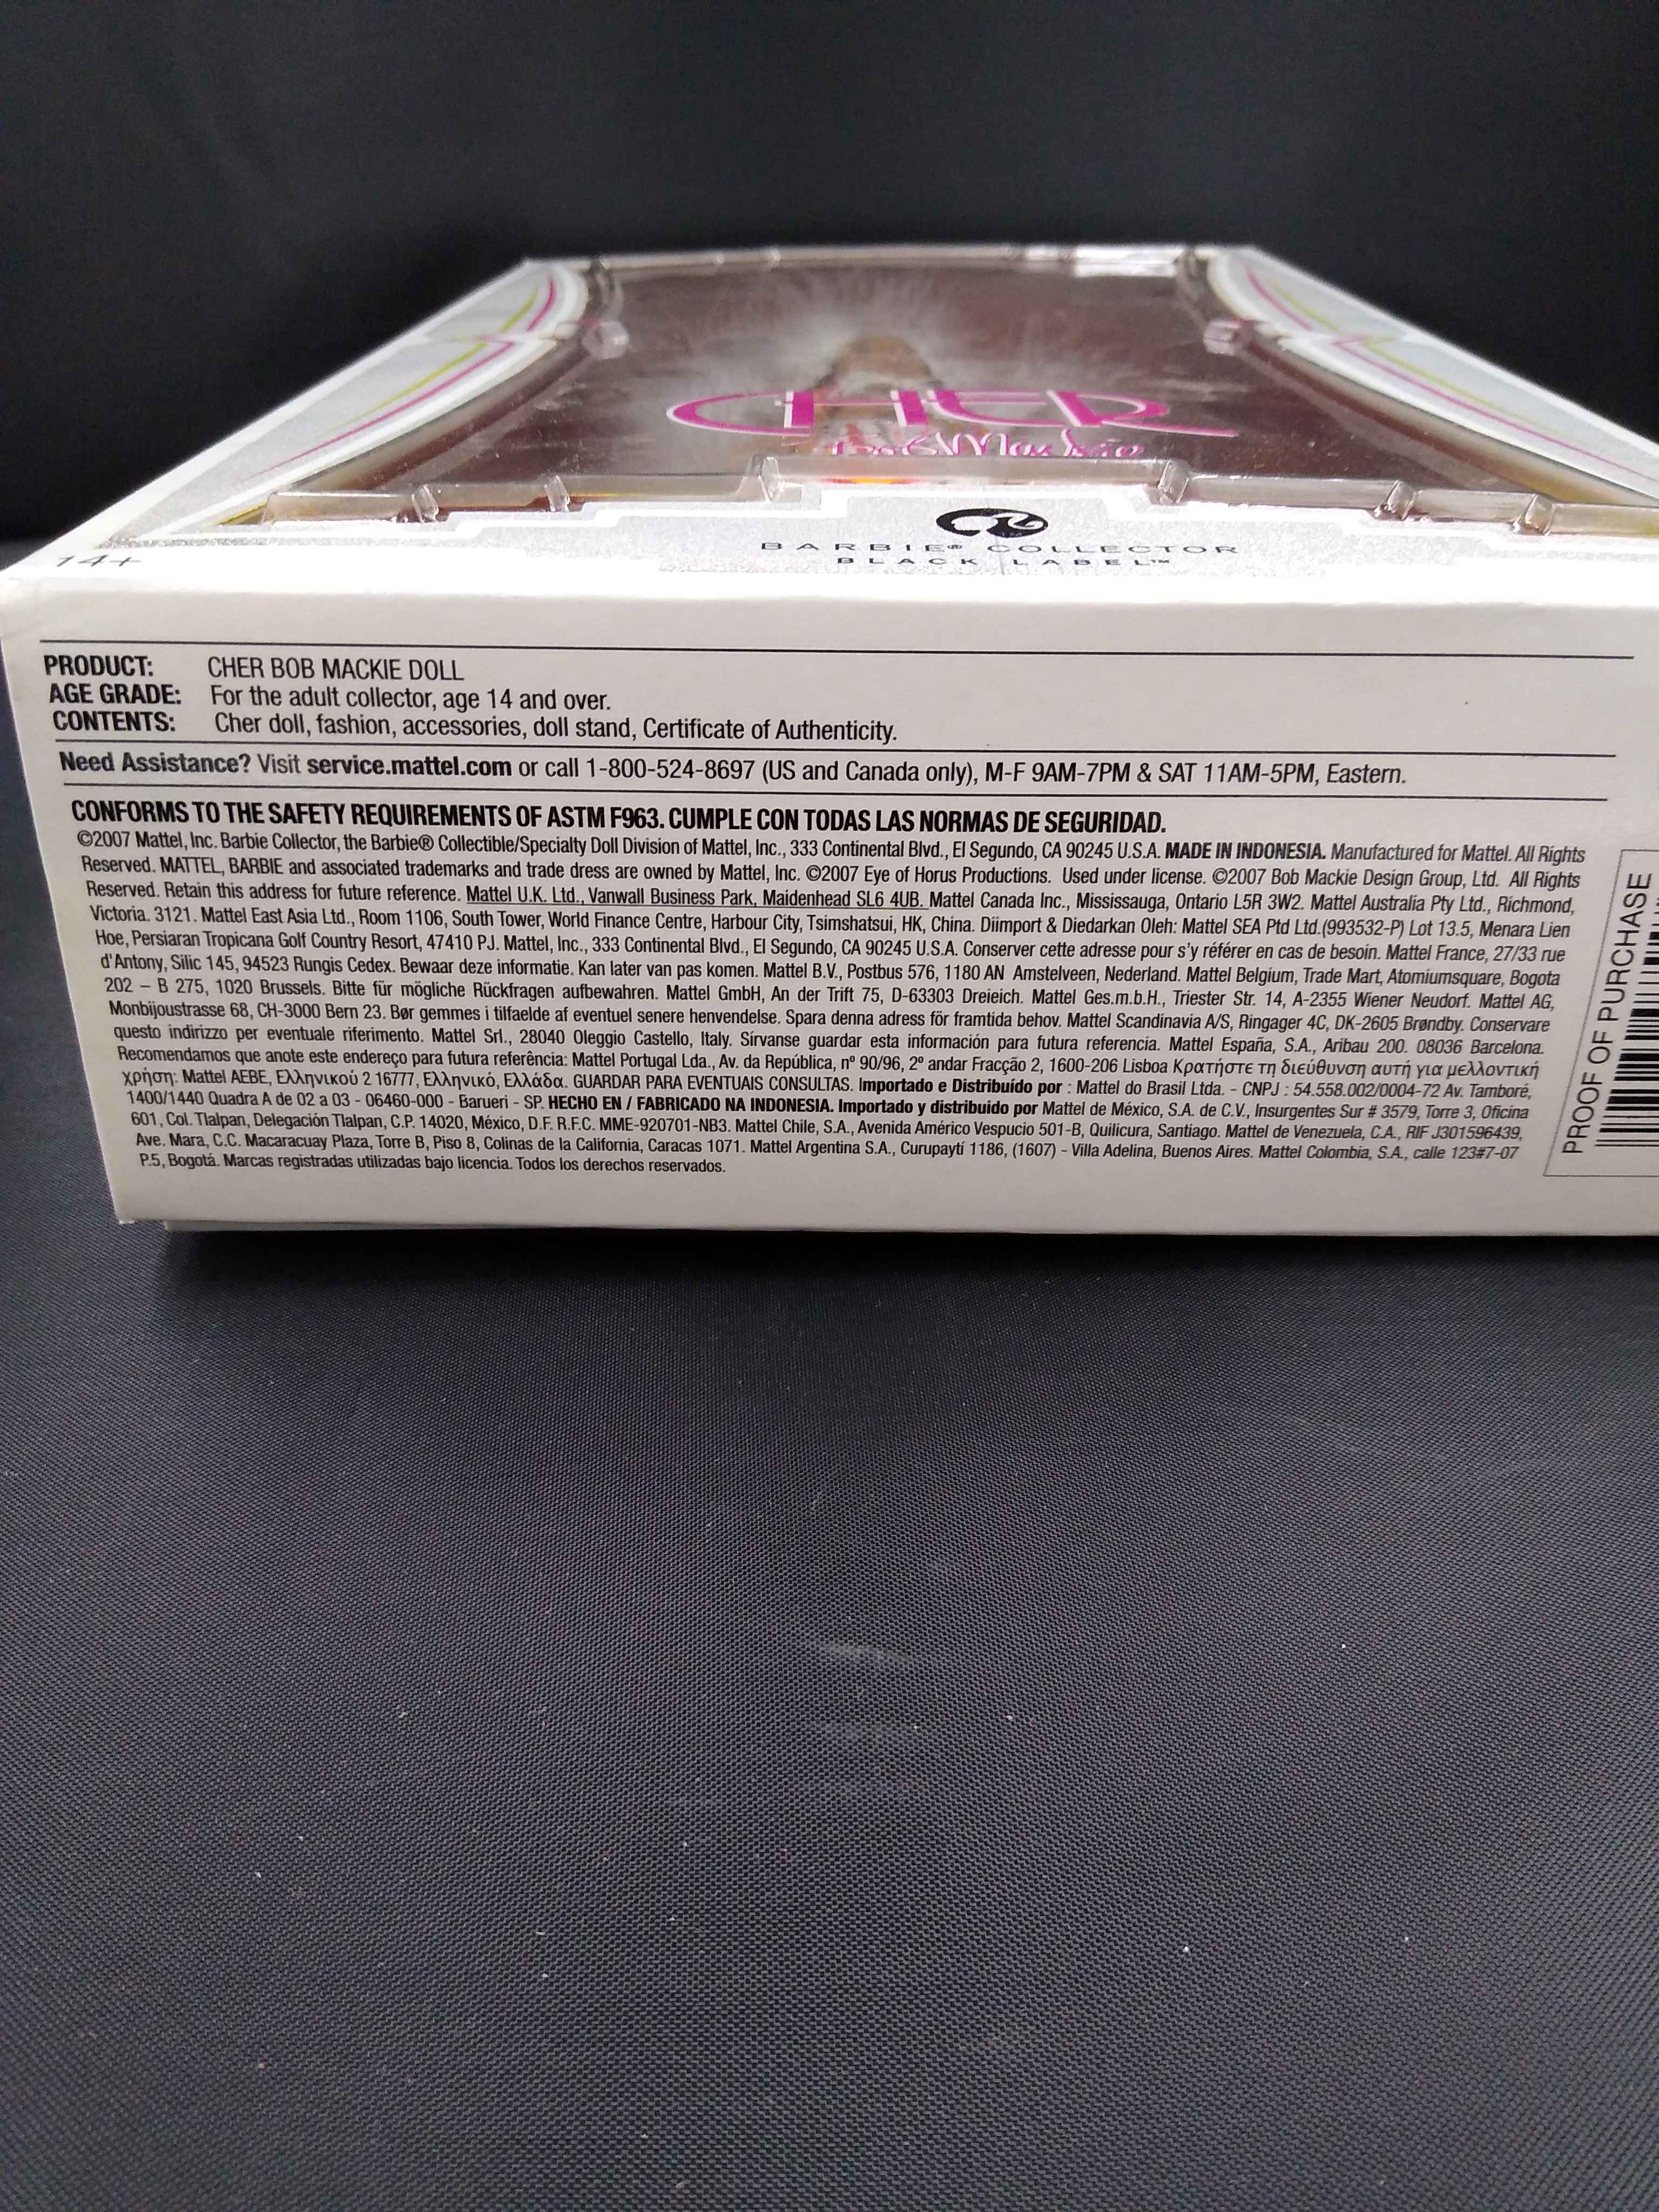 CHER
Bob Mackie
BARBIE® COLLECTOR
BLACK LABEL™
14+
PRODUCT: CHER BOB MACKIE DOLL
AGE GRADE: For the adult collector, age 14 and over.
CONTENTS: Cher doll, fashion, accessories, doll stand, Certificate of Authenticity.
Need Assistance? Visit service.mattel.com or call 1-800-524-8697 (US and Canada only), M-F 9AM-7PM & SAT 11AM-5PM, Eastern.
CONFORMS TO THE SAFETY REQUIREMENTS OF ASTM F963. CUMPLE CON TODAS LAS NORMAS DE SEGURIDAD.
©2007 Mattel, Inc. Barbie Collector, the Barbie® Collectible/Specialty Doll Division of Mattel, Inc., 333 Continental Blvd., El Segundo, CA 90245 U.S.A. MADE IN INDONESIA. Manufactured for Mattel. All Rights
Reserved. MATTEL, BARBIE and associated trademarks and trade dress are owned by Mattel, Inc. ©2007 Eye of Horus Productions. Used under license. ©2007 Bob Mackie Design Group, Ltd. All Rights
Reserved. Retain this address for future reference. Mattel U.K. Ltd., Vanwall Business Park, Maidenhead SL6 4UB. Mattel Canada Inc., Mississauga, Ontario L5R 3W2. Mattel Australia Pty Ltd., Richmond,
Victoria. 3121. Mattel East Asia Ltd., Room 1106, South Tower, World Finance Centre, Harbour City, Tsimshatsui, HK, China. Diimport & Diedarkan Oleh: Mattel SEA Ptd Ltd.(993532-P) Lot 13.5, Menara Lien
Hoe, Persiaran Tropicana Golf Country Resort, 47410 PJ. Mattel, Inc., 333 Continental Blvd., El Segundo, CA 90245 U.S.A. Conserver cette adresse pour s'y référer en cas de besoin. Mattel France, 27/33 rue
d'Antony, Silic 145, 94523 Rungis Cedex. Bewaar deze informatie. Kan later van pas komen. Mattel B.V., Postbus 576, 1180 AN Amstelveen, Nederland. Mattel Belgium, Trade Mart, Atomiumsquare, Bogota
202 – B 275, 1020 Brussels. Bitte für mögliche Rückfragen aufbewahren. Mattel GmbH, An der Trift 75, D-63303 Dreieich. Mattel Ges.m.b.H., Triester Str. 14, A-2355 Wiener Neudorf. Mattel AG,
Monbijoustrasse 68, CH-3000 Bern 23. Bør gemmes i tilfaelde af eventuel senere henvendelse. Spara denna adress för framtida behov. Mattel Scandinavia A/S, Ringager 4C, DK-2605 Brøndby. Conservare
questo indirizzo per eventuale riferimento. Mattel Srl., 28040 Oleggio Castello, Italy. Sírvanse guardar esta información para futura referencia. Mattel España, S.A., Aribau 200. 08036 Barcelona.
Recomendamos que anote este endereço para futura referência: Mattel Portugal Lda., Av. da República, nº 90/96, 2º andar Fracção 2, 1600-206 Lisboa Κρατήστε τη διεύθυνση αυτή για μελλοντική
χρήση: Mattel AEBE, Ελληνικού 2 16777, Ελληνικό, Ελλάδα. GUARDAR PARA EVENTUAIS CONSULTAS. Importado e Distribuído por : Mattel do Brasil Ltda. - CNPJ : 54.558.002/0004-72 Av. Tamboré,
1400/1440 Quadra A de 02 a 03 - 06460-000 - Barueri - SP. HECHO EN / FABRICADO NA INDONESIA. Importado y distribuido por Mattel de México, S.A. de C.V., Insurgentes Sur # 3579, Torre 3, Oficina
601, Col. Tlalpan, Delegación Tlalpan, C.P. 14020, México, D.F. R.F.C. MME-920701-NB3. Mattel Chile, S.A., Avenida Américo Vespucio 501-B, Quilicura, Santiago. Mattel de Venezuela, C.A., RIF J301596439,
Ave. Mara, C.C. Macaracuay Plaza, Torre B, Piso 8, Colinas de la California, Caracas 1071. Mattel Argentina S.A., Curupaytí 1186, (1607) - Villa Adelina, Buenos Aires. Mattel Colombia, S.A., calle 123#7-07
P.5, Bogotá. Marcas registradas utilizadas bajo licencia. Todos los derechos reservados.
PROOF OF PURCHASE